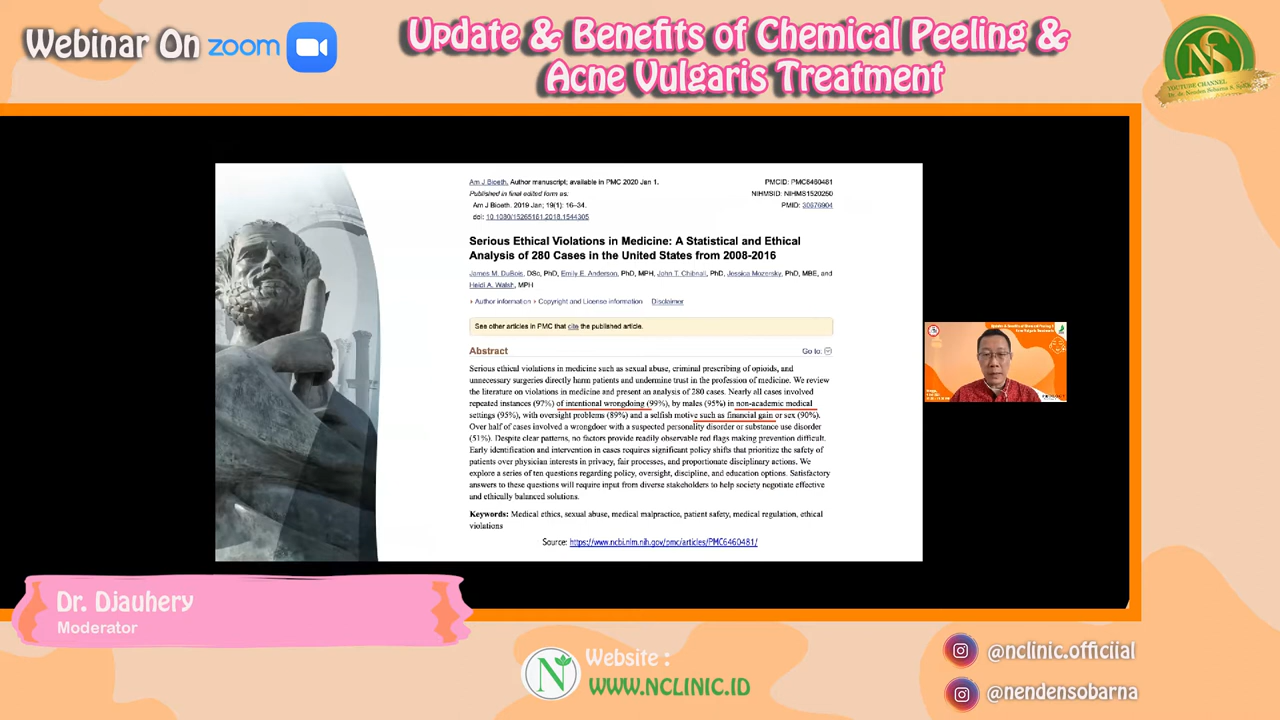 Webinar On zoom
Update & Benefits of Chemical Peeling &
Acne Vulgaris Treatment
NS
YOUTUBE CHANNEL
Am J Bioeth. Author manuscript; available in PMC 2020 Jan 1.
Published in final edited form as:
Am J Bioeth. 2019 Jan; 19(1): 16–34.
doi: 10.1080/15265161.2018.1544305
PMCID: PMC6460481
NIHMSID: NIHMS1520250
PMID: 30676904
Serious Ethical Violations in Medicine: A Statistical and Ethical
Analysis of 280 Cases in the United States from 2008-2016
James M. DuBois, DSc, PhD, Emily E. Anderson, PhD, MPH, John T. Chibnall, PhD, Jessica Mozersky, PhD, MBE, and
Heidi A. Walsh, MPH
Author information Copyright and License information Disclaimer
See other articles in PMC that cite the published article.
Abstract
Go to:
Serious ethical violations in medicine such as sexual abuse, criminal prescribing of opioids, and
unnecessary surgeries directly harm patients and undermine trust in the profession of medicine. We review
the literature on violations in medicine and present an analysis of 280 cases. Nearly all cases involved
repeated instances (97%) of intentional wrongdoing (99%), by males (95%) in non-academic medical
settings (95%), with oversight problems (89%) and a selfish motive such as financial gain or sex (90%).
Over half of cases involved a wrongdoer with a suspected personality disorder or substance use disorder
(51%). Despite clear patterns, no factors provide readily observable red flags making prevention difficult.
Early identification and intervention in cases requires significant policy shifts that prioritize the safety of
patients over physician interests in privacy, fair processes, and proportionate disciplinary actions. We
explore a series of ten questions regarding policy, oversight, discipline, and education options. Satisfactory
answers to these questions will require input from diverse stakeholders to help society negotiate effective
and ethically balanced solutions.
Keywords: Medical ethics, sexual abuse, medical malpractice, patient safety, medical regulation, ethical
violations
Source: https://www.ncbi.nlm.nih.gov/pmc/articles/PMC6460481/
Dr. Djauhery
Moderator
N
Website :
WWW.NCLINIC.ID
@nclinic.officiial
@nendensobarna